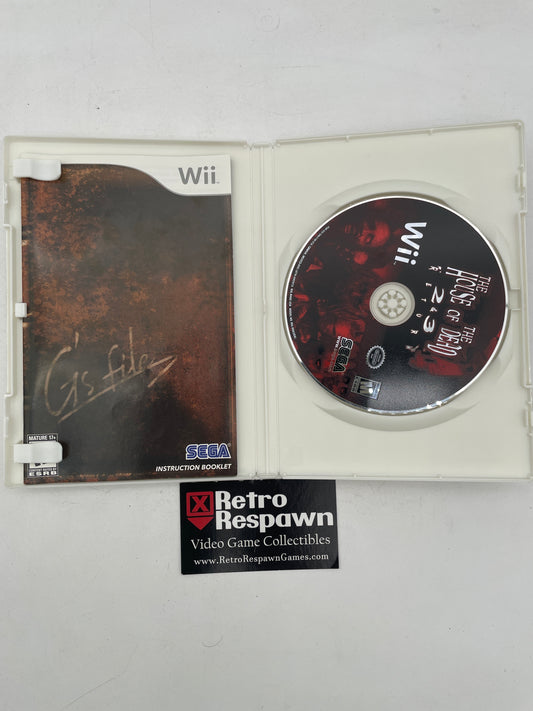 Wii
G's files
MATURE 17+
ESRB
SEGA
INSTRUCTION BOOKLET
Wii
THE THE
HOUSE OF DEAD
2&3
RETURN
SEGA
M
Retro
Respawn
Video Game Collectibles
www.RetroRespawnGames.com